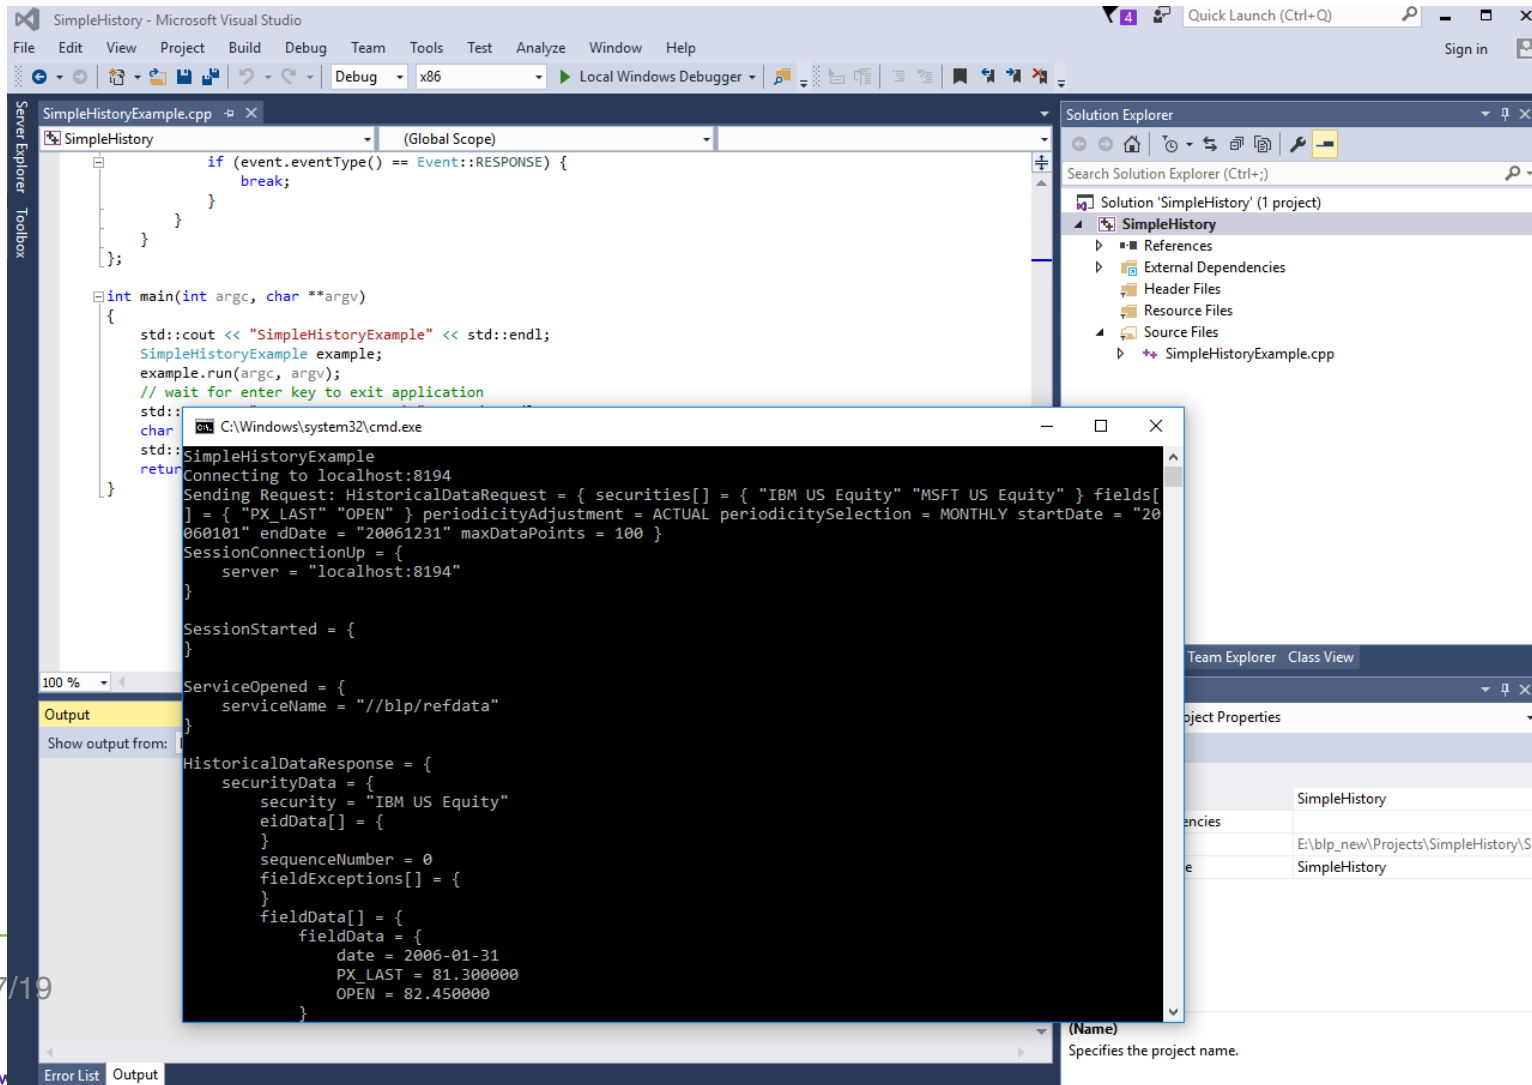 SimpleHistory - Microsoft Visual Studio
4
Quick Launch (Ctrl+Q)
File Edit View Project Build Debug Team Tools Test Analyze Window Help
Sign in
Debug x86 Local Windows Debugger
Server Explorer
Toolbox
SimpleHistoryExample.cpp
SimpleHistory (Global Scope)
if (event.eventType() == Event::RESPONSE) {
break;
}
}
}
};
int main(int argc, char **argv)
{
std::cout << "SimpleHistoryExample" << std::endl;
SimpleHistoryExample example;
example.run(argc, argv);
// wait for enter key to exit application
std::
char
std::
retur
}
100 %
Output
Show output from:
Error List Output
C:\Windows\system32\cmd.exe
SimpleHistoryExample
Connecting to localhost:8194
Sending Request: HistoricalDataRequest = { securities[] = { "IBM US Equity" "MSFT US Equity" } fields[
] = { "PX_LAST" "OPEN" } periodicityAdjustment = ACTUAL periodicitySelection = MONTHLY startDate = "20
060101" endDate = "20061231" maxDataPoints = 100 }
SessionConnectionUp = {
server = "localhost:8194"
}
SessionStarted = {
}
ServiceOpened = {
serviceName = "//blp/refdata"
}
HistoricalDataResponse = {
securityData = {
security = "IBM US Equity"
eidData[] = {
}
sequenceNumber = 0
fieldExceptions[] = {
}
fieldData[] = {
fieldData = {
date = 2006-01-31
PX_LAST = 81.300000
OPEN = 82.450000
}
Solution Explorer
Search Solution Explorer (Ctrl+;)
Solution 'SimpleHistory' (1 project)
SimpleHistory
References
External Dependencies
Header Files
Resource Files
Source Files
SimpleHistoryExample.cpp
Team Explorer Class View
oject Properties
SimpleHistory
encies
E:\blp_new\Projects\SimpleHistory\S
e SimpleHistory
(Name)
Specifies the project name.
7/19